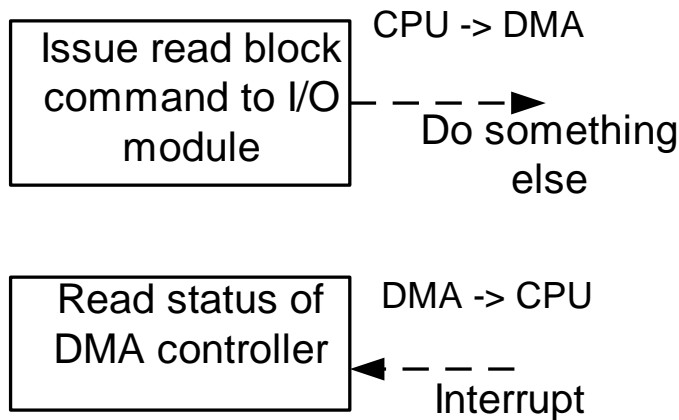 Issue read block
command to I/O
module
CPU -> DMA
Do something
else
Read status of
DMA controller
DMA -> CPU
Interrupt